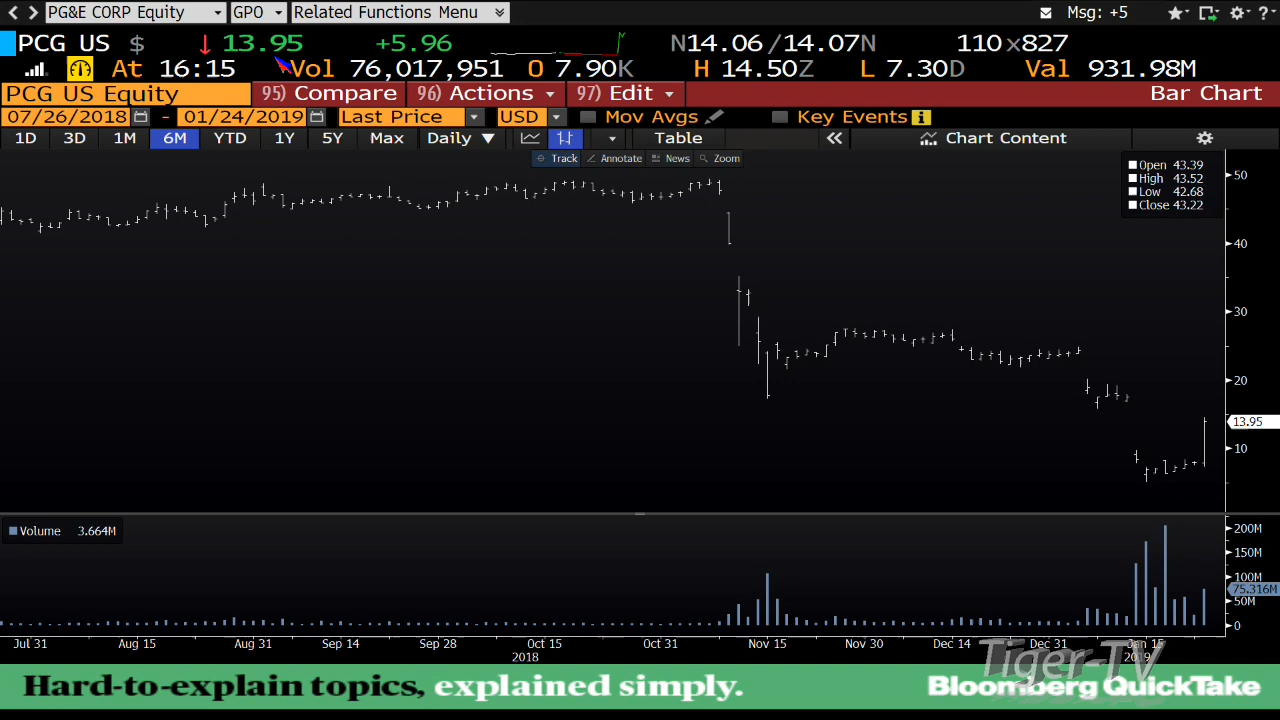 PG&E CORP Equity GPO Related Functions Menu Msg: +5 ?
PCG US $ ↓ 13.95 +5.96 N14.06/14.07N 110x827
At 16:15 Vol 76,017,951 O 7.90K H 14.50Z L 7.30D Val 931.98M
PCG US Equity 95) Compare 96) Actions 97) Edit Bar Chart
07/26/2018 - 01/24/2019 Last Price USD Mov Avgs Key Events i
1D 3D 1M 6M YTD 1Y 5Y Max Daily ▼ Table « Chart Content
Track Annotate News Zoom
Open 43.39
High 43.52
Low 42.68
Close 43.22
50
40
30
20
13.95
10
Volume 3.664M
200M
150M
100M
75.316M
50M
0
Jul 31 Aug 15 Aug 31 Sep 14 Sep 28 Oct 15 Oct 31 Nov 15 Nov 30 Dec 14 Dec 31 Jan 15
2018 2019
Tiger-TV
Hard-to-explain topics, explained simply. Bloomberg QuickTake